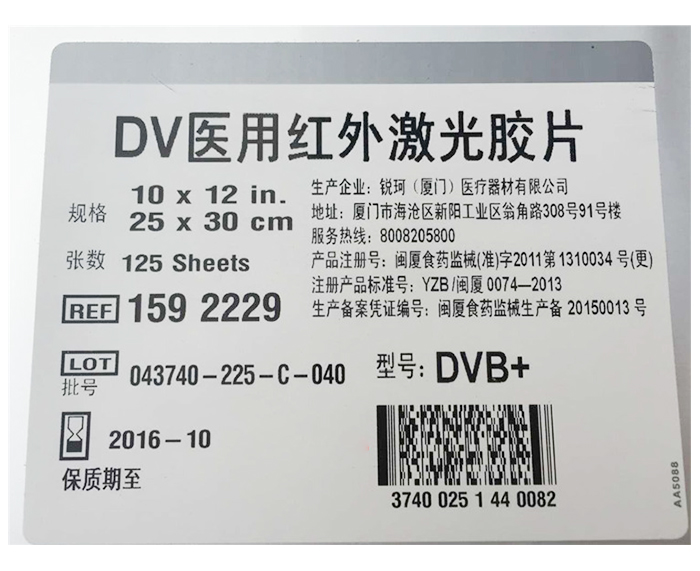 DV医用红外激光胶片
规格 10 x 12 in.
25 x 30 cm
张数 125 Sheets
REF 159 2229
生产企业：锐珂（厦门）医疗器材有限公司
地址：厦门市海沧区新阳工业区翁角路308号91号楼
服务热线：8008205800
产品注册号：闽厦食药监械(准)字2011第1310034号(更)
注册产品标准号：YZB/闽厦 0074—2013
生产备案凭证编号：闽厦食药监械生产备 20150013 号
LOT 批号 043740-225-C-040
型号：DVB+
2016-10
保质期至
3740 025 1 44 0082
AA5088